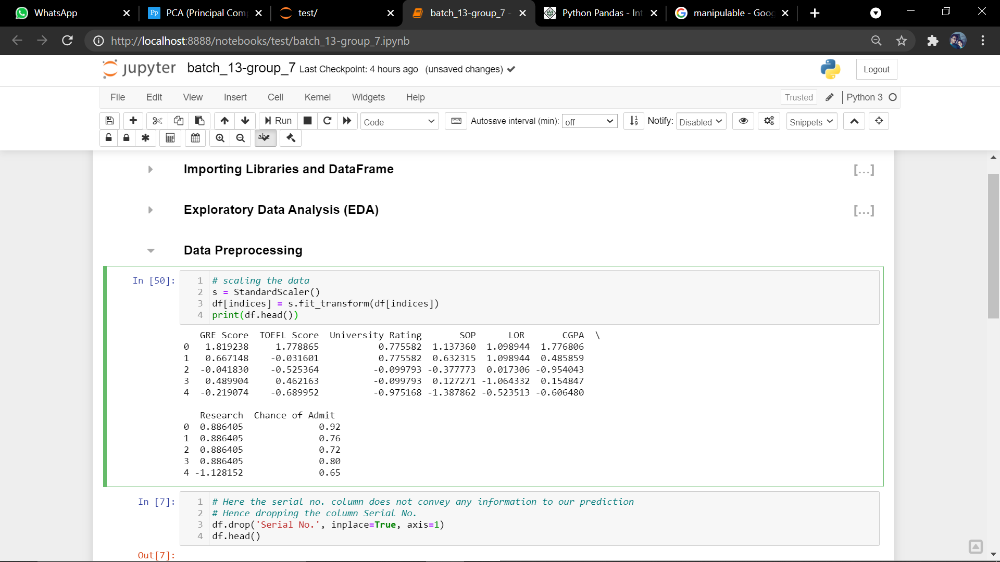 WhatsApp
Pp PCA (Principal Com
test/
batch_13-group_7 -
Python Pandas - Int
manipulable - Goog
http://localhost:8888/notebooks/test/batch_13-group_7.ipynb
jupyter batch_13-group_7 Last Checkpoint: 4 hours ago (unsaved changes)
Logout
File Edit View Insert Cell Kernel Widgets Help
Trusted Python 3
Run Code Autosave interval (min): off Notify: Disabled Snippets
abc
Importing Libraries and DataFrame [...]
Exploratory Data Analysis (EDA) [...]
Data Preprocessing
In [50]:
1 # scaling the data
2 s = StandardScaler()
3 df[indices] = s.fit_transform(df[indices])
4 print(df.head())
GRE Score TOEFL Score University Rating SOP LOR CGPA \
0 1.819238 1.778865 0.775582 1.137360 1.098944 1.776806
1 0.667148 -0.031601 0.775582 0.632315 1.098944 0.485859
2 -0.041830 -0.525364 -0.099793 -0.377773 0.017306 -0.954043
3 0.489904 0.462163 -0.099793 0.127271 -1.064332 0.154847
4 -0.219074 -0.689952 -0.975168 -1.387862 -0.523513 -0.606480
Research Chance of Admit
0 0.886405 0.92
1 0.886405 0.76
2 0.886405 0.72
3 0.886405 0.80
4 -1.128152 0.65
In [7]:
1 # Here the serial no. column does not convey any information to our prediction
2 # Hence dropping the column Serial No.
3 df.drop('Serial No.', inplace=True, axis=1)
4 df.head()
Out[7]: